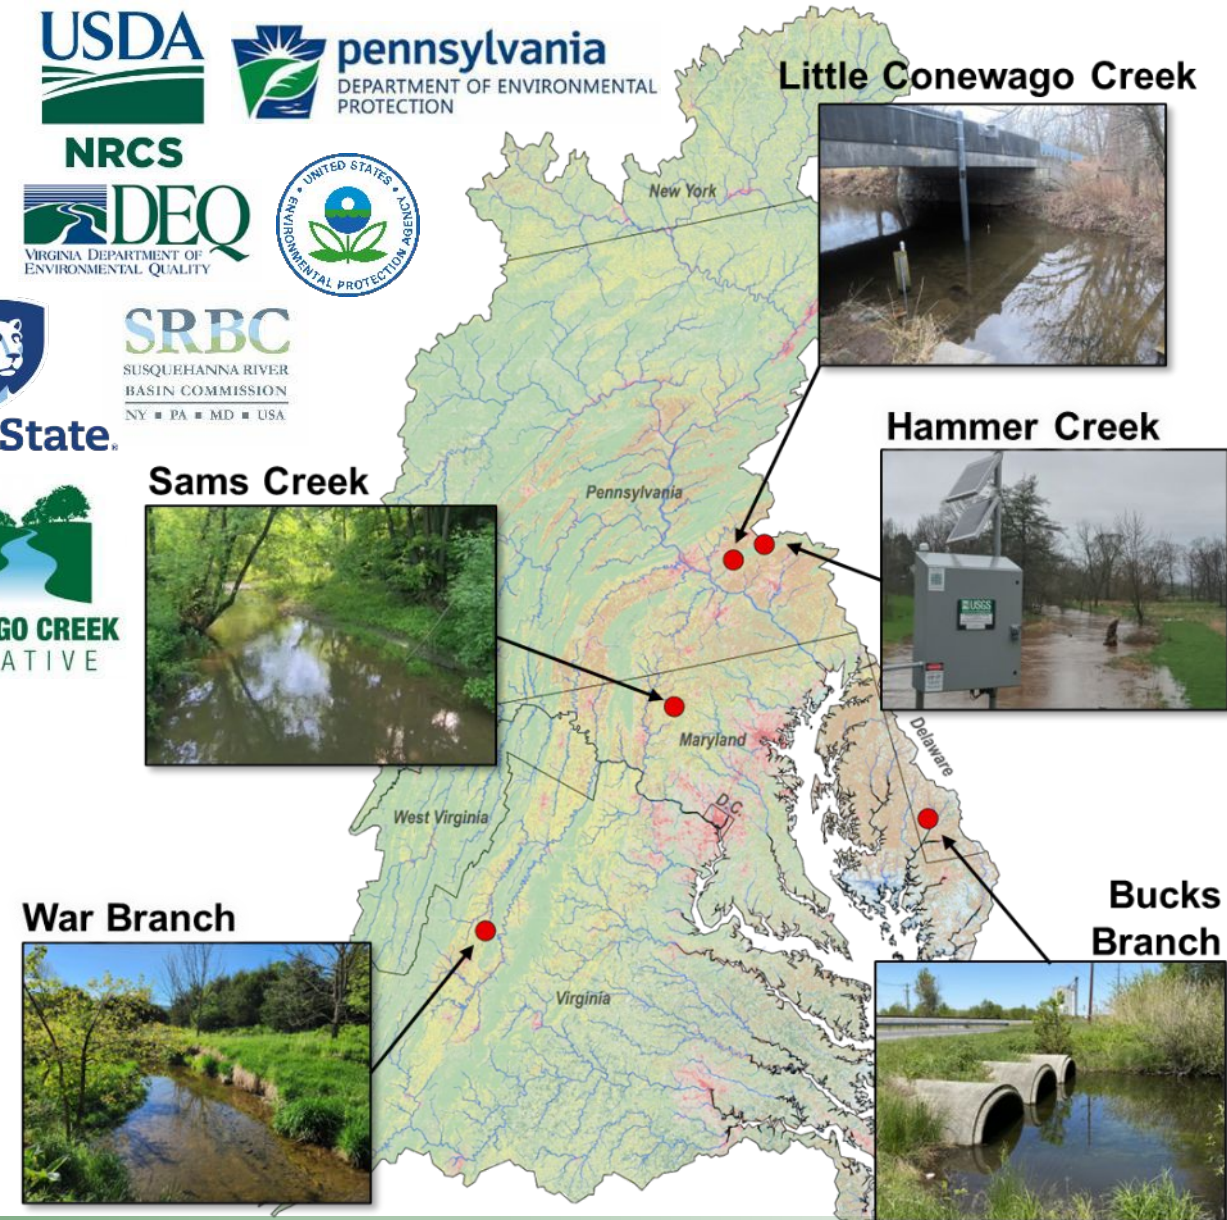 USDA
NRCS
pennsylvania
DEPARTMENT OF ENVIRONMENTAL
PROTECTION
DEQ
VIRGINIA DEPARTMENT OF
ENVIRONMENTAL QUALITY
UNITED STATES
ENVIRONMENTAL PROTECTION AGENCY
SRBC
SUSQUEHANNA RIVER
BASIN COMMISSION
NY ▪ PA ▪ MD ▪ USA
State
GO CREEK
ATIVE
Little Conewago Creek
Hammer Creek
USGS
Sams Creek
War Branch
Bucks
Branch
New York
Pennsylvania
Maryland
Delaware
D.C.
West Virginia
Virginia